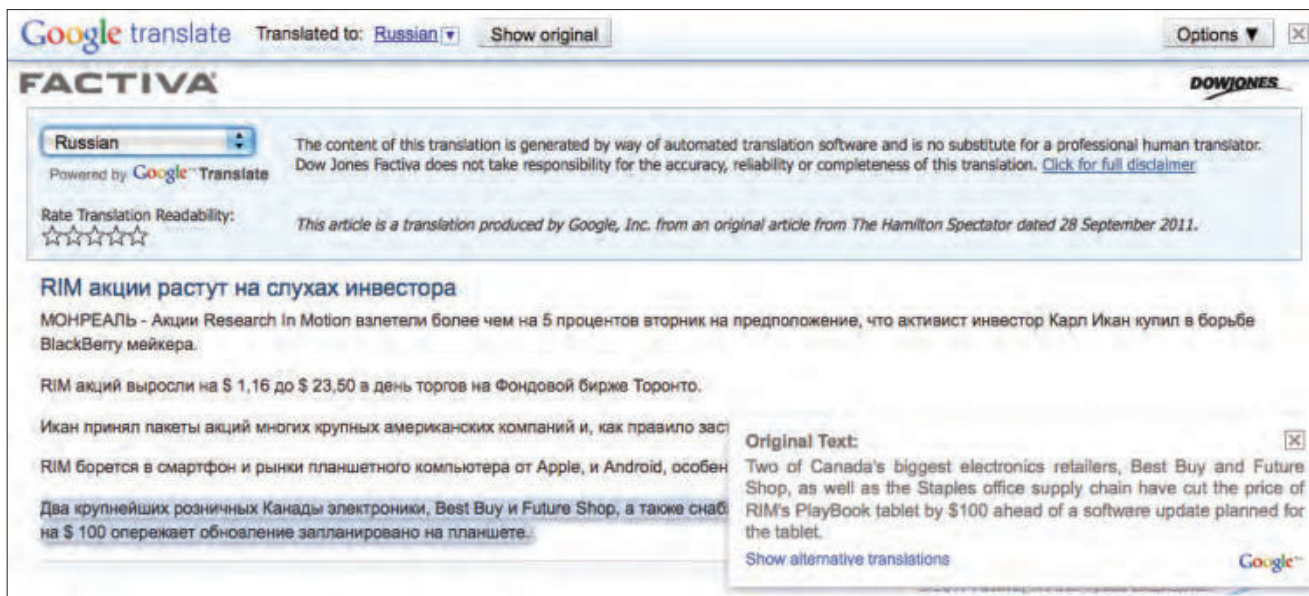 Google translate Translated to: Russian ▼ Show original Options ▼
FACTIVA DOWJONES
Russian
Powered by Google™ Translate
Rate Translation Readability:
The content of this translation is generated by way of automated translation software and is no substitute for a professional human translator.
Dow Jones Factiva does not take responsibility for the accuracy, reliability or completeness of this translation. Click for full disclaimer
This article is a translation produced by Google, Inc. from an original article from The Hamilton Spectator dated 28 September 2011.
RIM акции растут на слухах инвестора
МОНРЕАЛЬ - Акции Research In Motion взлетели более чем на 5 процентов вторник на предположение, что активист инвестор Карл Икан купил в борьбе
BlackBerry мейкера.
RIM акций выросли на $ 1,16 до $ 23,50 в день торгов на Фондовой бирже Торонто.
Икан принял пакеты акций многих крупных американских компаний и, как правило
RIM борется в смартфон и рынки планшетного компьютера от Apple, и Android,
Два крупнейших розничных Канады электроники, Best Buy и Future Shop, а также
на $ 100 опережает обновление запланировано на планшете.
Original Text:
Two of Canada's biggest electronics retailers, Best Buy and Future
Shop, as well as the Staples office supply chain have cut the price of
RIM's PlayBook tablet by $100 ahead of a software update planned for
the tablet.
Show alternative translations Google™